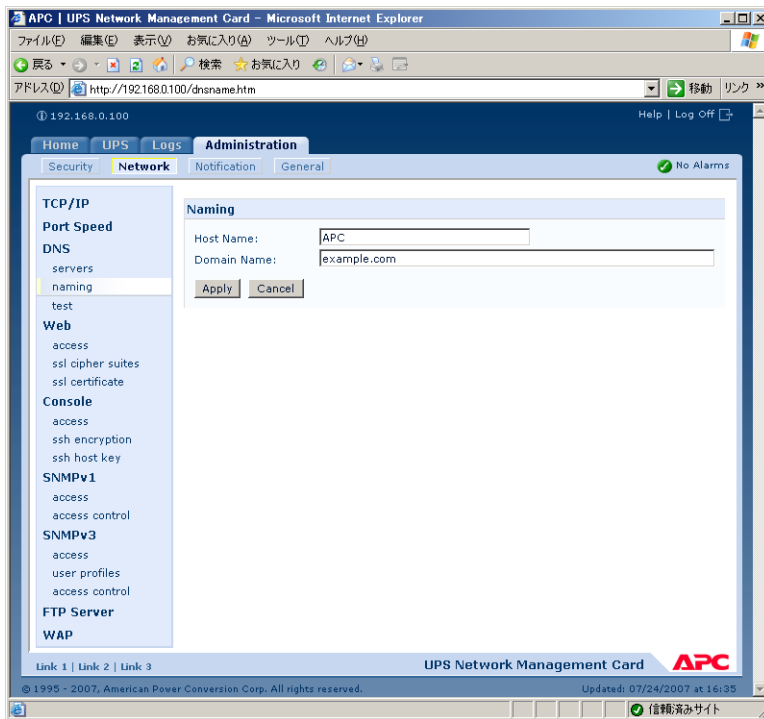 APC | UPS Network Management Card - Microsoft Internet Explorer
ファイル(F) 編集(E) 表示(V) お気に入り(A) ツール(T) ヘルプ(H)
戻る 検索 お気に入り
アドレス(D) http://192.168.0.100/dnsname.htm 移動 リンク »
192.168.0.100 Help | Log Off
Home UPS Logs Administration
Security Network Notification General No Alarms
TCP/IP
Port Speed
DNS
servers
naming
test
Web
access
ssl cipher suites
ssl certificate
Console
access
ssh encryption
ssh host key
SNMPv1
access
access control
SNMPv3
access
user profiles
access control
FTP Server
WAP
Naming
Host Name: APC
Domain Name: example.com
Apply Cancel
Link 1 | Link 2 | Link 3 UPS Network Management Card APC
© 1995 - 2007, American Power Conversion Corp. All rights reserved. Updated: 07/24/2007 at 16:35
信頼済みサイト